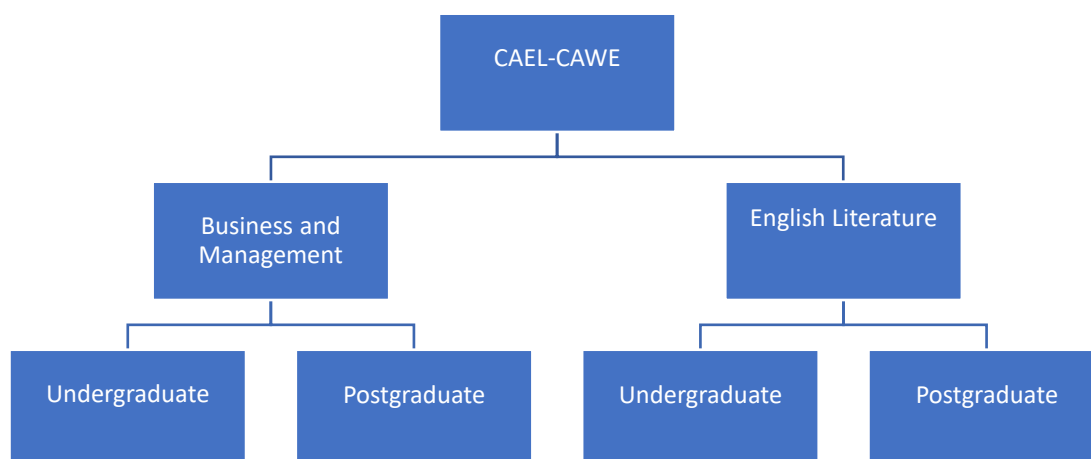 CAEL-CAWE
Business and
Management
English Literature
Undergraduate
Postgraduate
Undergraduate
Postgraduate